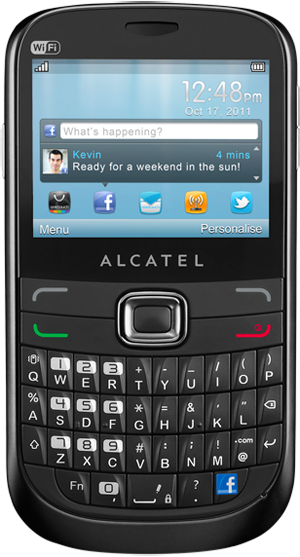 WiFi
12:48pm
Oct 17, 2011
What's happening?
Kevin 4 mins
Ready for a weekend in the sun!
Menu Personalise
ALCATEL
1 2 3 + - _ / ( )
Q W E R T Y U I O P
% 4 5 6 * = & , "
A S D F G H J K L
7 8 9 # : ; ! .com
Z X C V B N M @
Fn 0 , . ? f